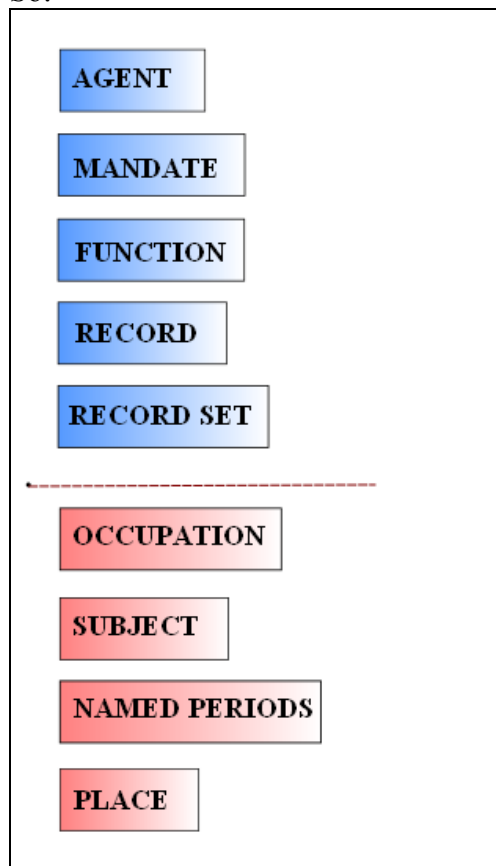 AGENT
MANDATE
FUNCTION
RECORD
RECORD SET
OCCUPATION
SUBJECT
NAMED PERIODS
PLACE